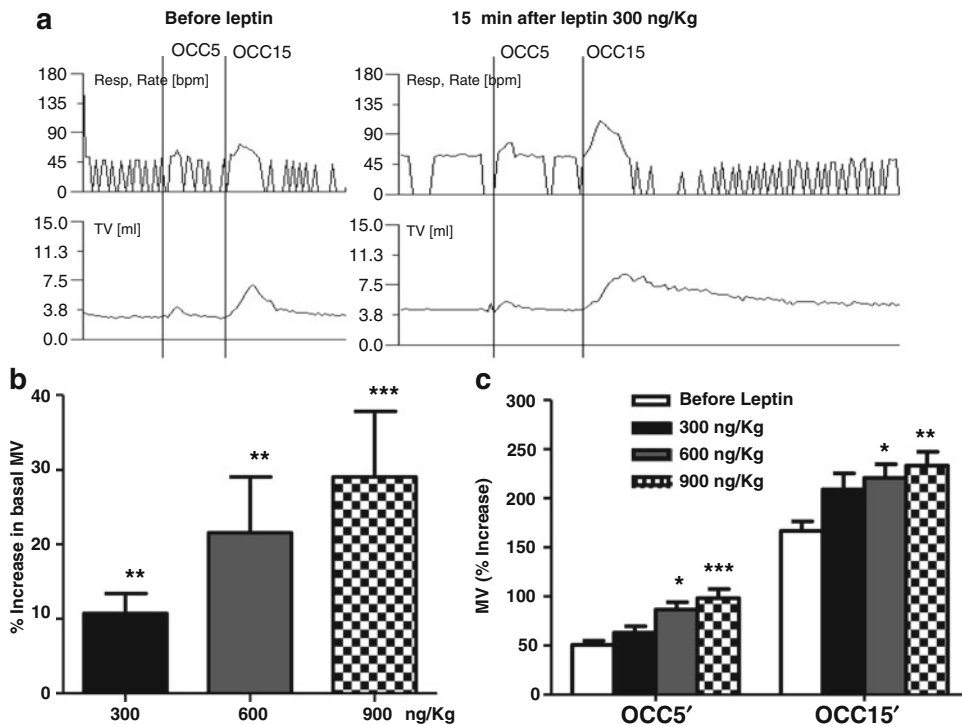 a
Before leptin
15 min after leptin 300 ng/Kg
OCC5
OCC15
OCC5
OCC15
Resp, Rate [bpm]
180
135
90
45
0
Resp, Rate [bpm]
180
135
90
45
0
TV [ml]
15.0
11.3
7.5
3.8
0.0
TV [ml]
15.0
11.3
7.5
3.8
0.0
b
% Increase in basal MV
40
30
20
10
0
**
**
***
300
600
900 ng/Kg
c
MV (% Increase)
300
250
200
150
100
50
0
Before Leptin
300 ng/Kg
600 ng/Kg
900 ng/Kg
*
***
*
**
OCC5′
OCC15′